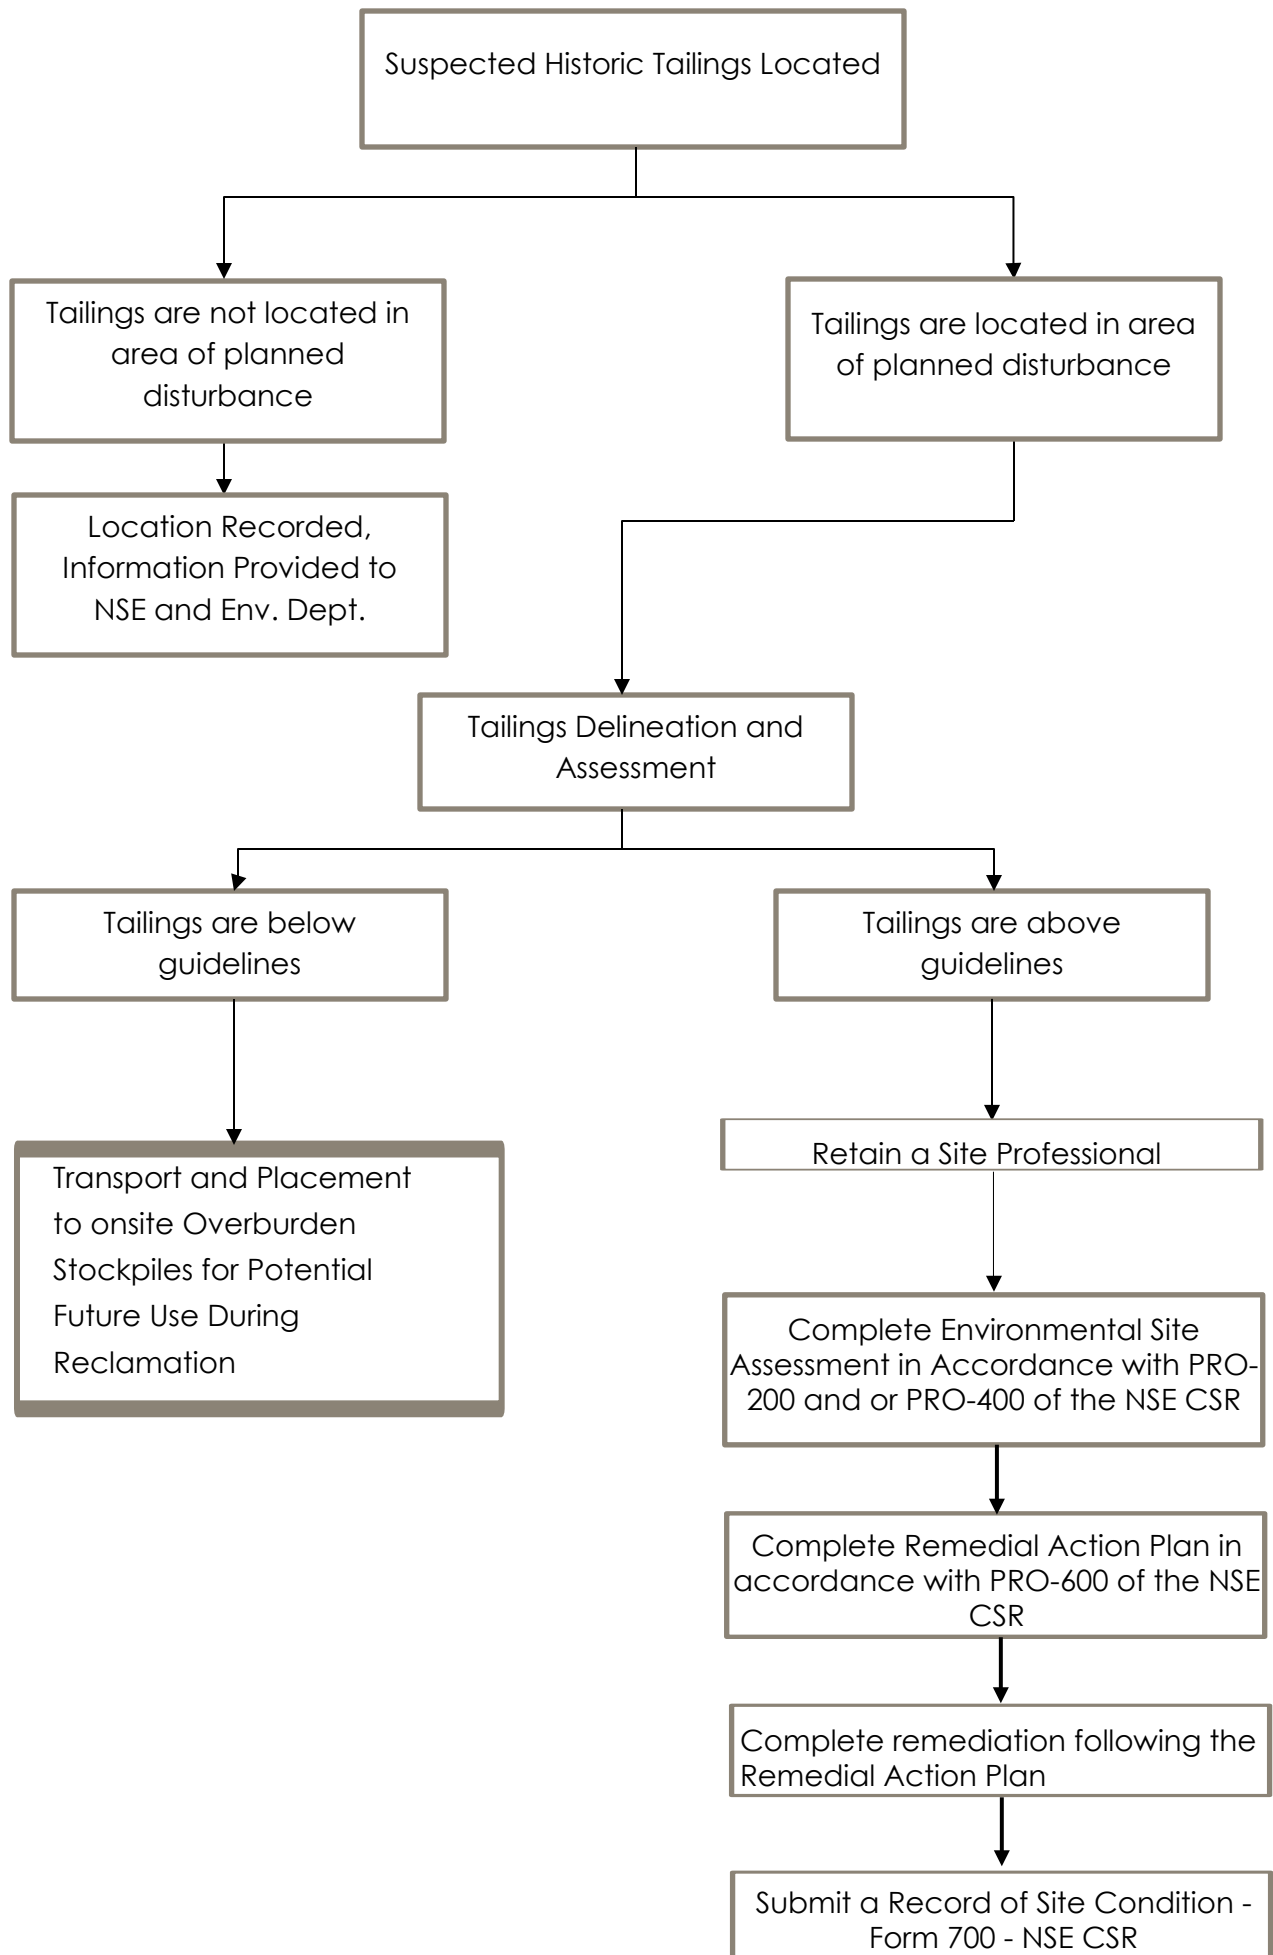 Suspected Historic Tailings Located
Tailings are not located in
area of planned
disturbance
Tailings are located in area
of planned disturbance
Location Recorded,
Information Provided to
NSE and Env. Dept.
Tailings Delineation and
Assessment
Tailings are below
guidelines
Tailings are above
guidelines
Transport and Placement
to onsite Overburden
Stockpiles for Potential
Future Use During
Reclamation
Retain a Site Professional
Complete Environmental Site
Assessment in Accordance with PRO-
200 and or PRO-400 of the NSE CSR
Complete Remedial Action Plan in
accordance with PRO-600 of the NSE
CSR
Complete remediation following the
Remedial Action Plan
Submit a Record of Site Condition -
Form 700 - NSE CSR